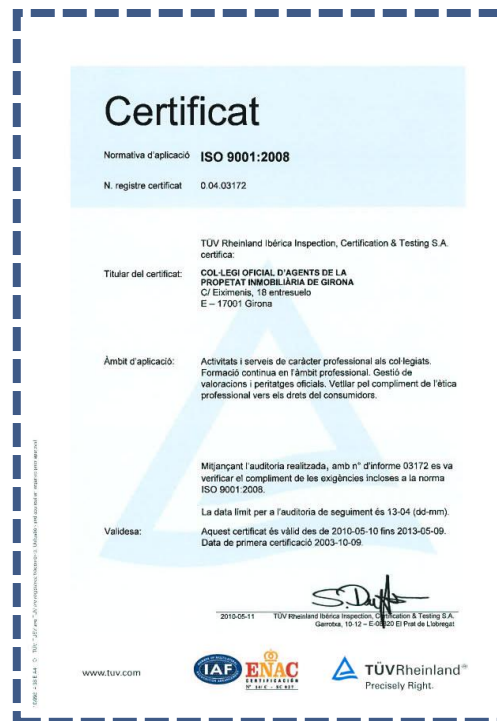 Certificat
Normativa d'aplicació ISO 9001:2008
N. registre certificat 0.04.03172
TÜV Rheinland Ibérica Inspection, Certification & Testing S.A.
certifica:
Titular del certificat: COL·LEGI OFICIAL D'AGENTS DE LA
PROPETAT INMOBILIÀRIA DE GIRONA
C/ Eiximenis, 18 entresuelo
E – 17001 Girona
Àmbit d'aplicació: Activitats i serveis de caràcter professional als col·legiats.
Formació continua en l'àmbit professional. Gestió de
valoracions i peritatges oficials. Vetllar pel compliment de l'ètica
professional vers els drets del consumidors.
Mitjançant l'auditoria realitzada, amb n° d'informe 03172 es va
verificar el compliment de les exigències incloses a la norma
ISO 9001:2008.
La data límit per a l'auditoria de seguiment és 13-04 (dd-mm).
Validesa: Aquest certificat és vàlid des de 2010-05-10 fins 2013-05-09.
Data de primera certificació 2003-10-09.
2010-05-11 TÜV Rheinland Ibérica Inspection, Certification & Testing S.A.
Garrotxa, 10-12 – E-08820 El Prat de Llobregat
www.tuv.com
IAF
ENAC
CERTIFICACIÓN
TÜVRheinland®
Precisely Right.